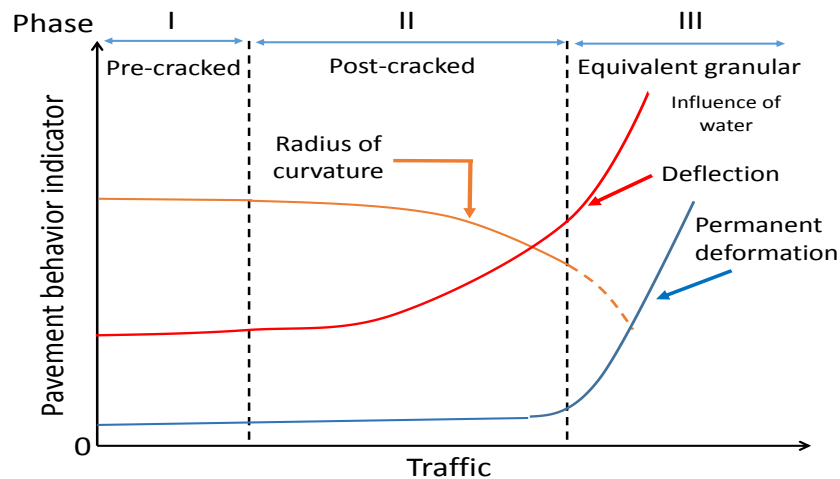 Phase
I
II
III
Pre-cracked
Post-cracked
Equivalent granular
Influence of
water
Radius of
curvature
Deflection
Permanent
deformation
Pavement behavior indicator
0
Traffic